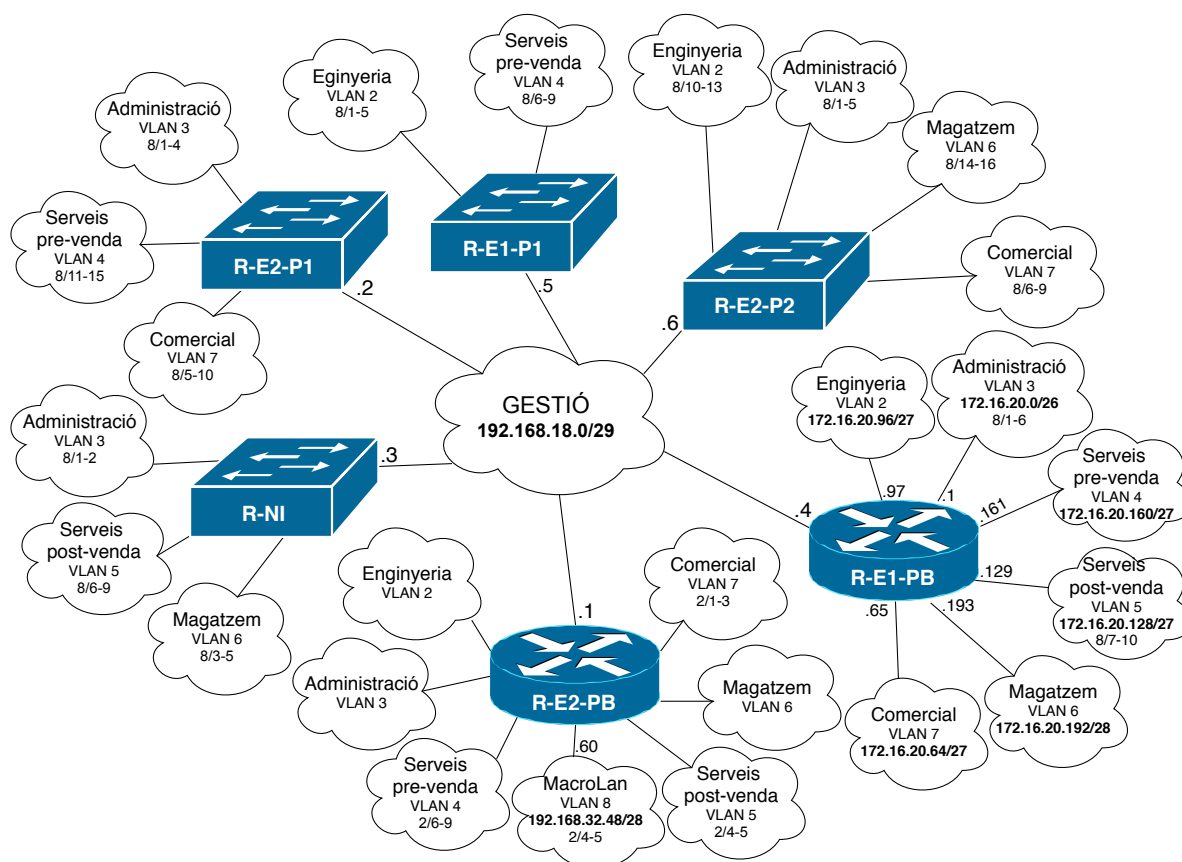 Serveis
pre-venda
VLAN 4
8/6-9
Enginyeria
VLAN 2
8/10-13
Eginyeria
VLAN 2
8/1-5
Administració
VLAN 3
8/1-5
Administració
VLAN 3
8/1-4
Magatzem
VLAN 6
8/14-16
Serveis
pre-venda
VLAN 4
8/11-15
R-E2-P1
R-E1-P1
R-E2-P2
Comercial
VLAN 7
8/6-9
.2
.5
.6
Comercial
VLAN 7
8/5-10
GESTIÓ
192.168.18.0/29
Enginyeria
VLAN 2
172.16.20.96/27
Administració
VLAN 3
172.16.20.0/26
8/1-6
Administració
VLAN 3
8/1-2
.3
R-NI
Serveis
pre-venda
VLAN 4
172.16.20.160/27
.97
.1
.161
.4
R-E1-PB
.129
.65
.193
Serveis
post-venda
VLAN 5
8/6-9
Serveis
post-venda
VLAN 5
172.16.20.128/27
8/7-10
Enginyeria
VLAN 2
Comercial
VLAN 7
2/1-3
Magatzem
VLAN 6
8/3-5
.1
R-E2-PB
Administració
VLAN 3
Magatzem
VLAN 6
Magatzem
VLAN 6
172.16.20.192/28
Comercial
VLAN 7
172.16.20.64/27
.60
Serveis
pre-venda
VLAN 4
2/6-9
MacroLan
VLAN 8
192.168.32.48/28
2/4-5
Serveis
post-venda
VLAN 5
2/4-5